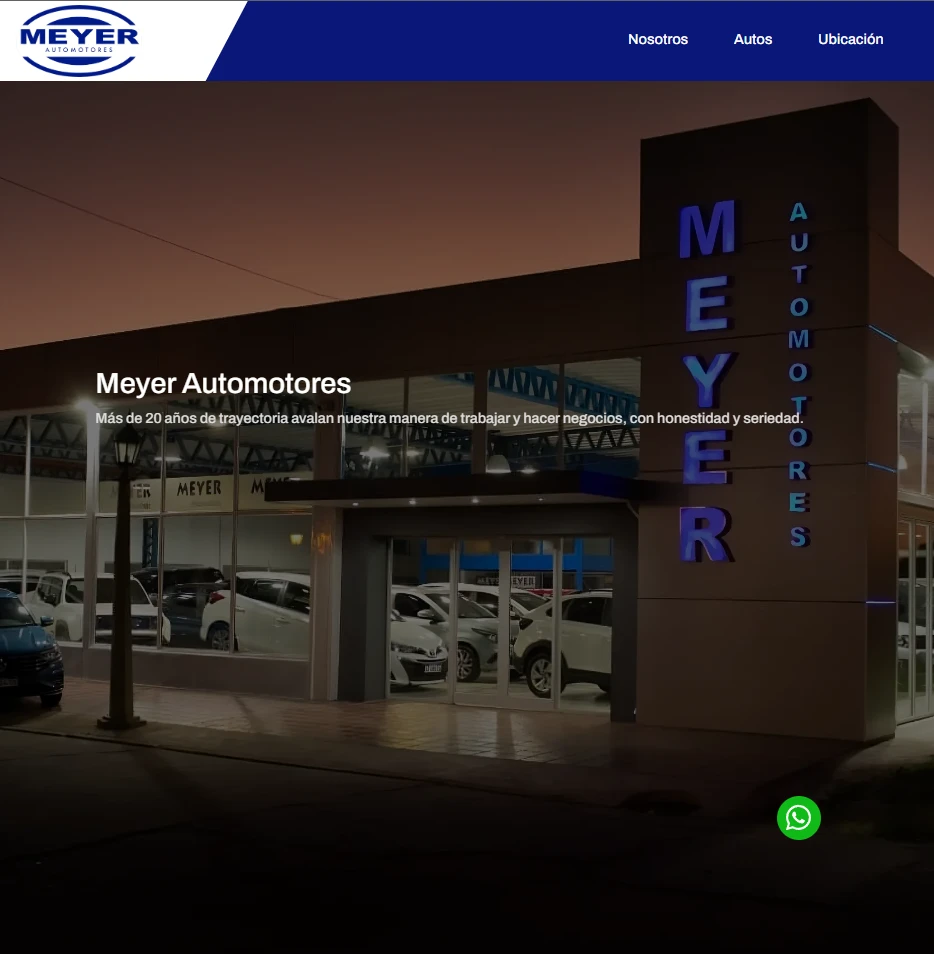 MEYER
AUTOMOTORES
Nosotros Autos Ubicación
MEYER
AUTOMOTORES
Meyer Automotores
Más de 20 años de trayectoria avalan nuestra manera de trabajar y hacer negocios, con honestidad y seriedad.
MEYER
MEYER